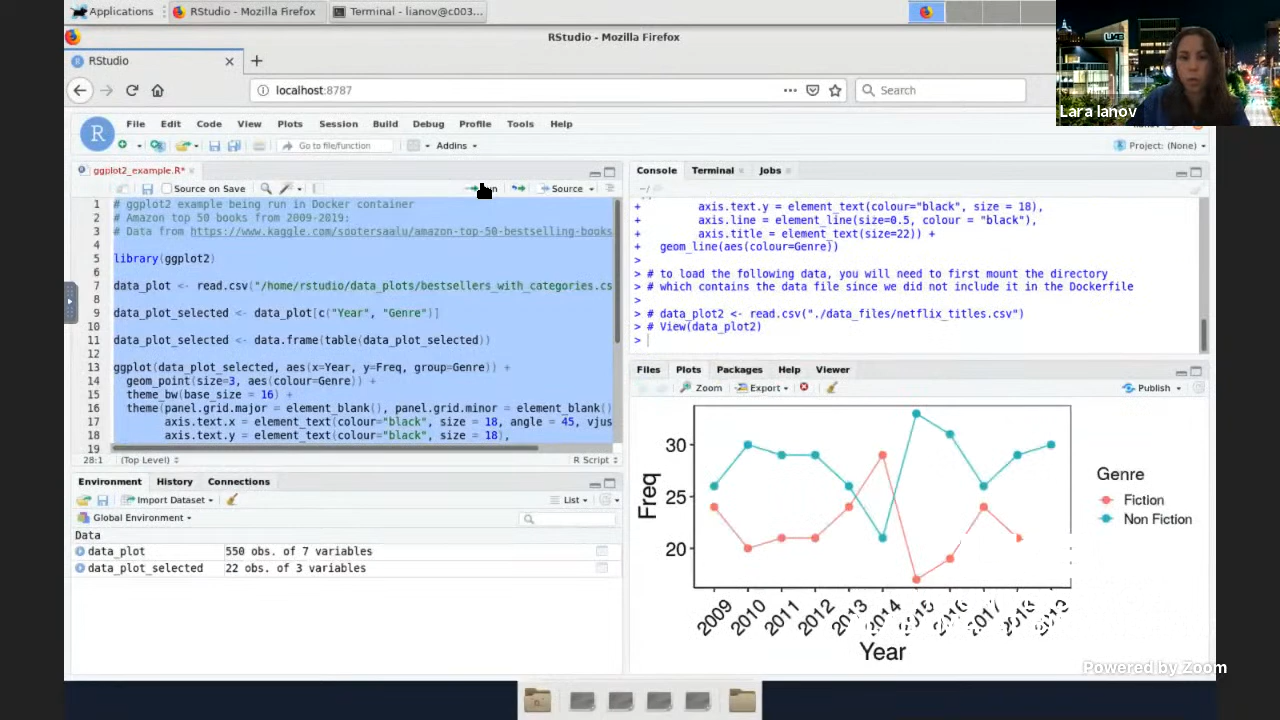 Applications
RStudio - Mozilla Firefox
Terminal - lianov@c003...
RStudio - Mozilla Firefox
UAB
Lara Ianov
RStudio
localhost:8787
Search
R
File Edit Code View Plots Session Build Debug Profile Tools Help
Go to file/function
Addins
Project: (None)
ggplot2_example.R*
Source on Save
Source
1 # ggplot2 example being run in Docker container
2 # Amazon top 50 books from 2009-2019:
3 # Data from https://www.kaggle.com/sootersaalu/amazon-top-50-bestselling-books
4
5 library(ggplot2)
6
7 data_plot <- read.csv("/home/rstudio/data_plots/bestsellers_with_categories.cs
8
9 data_plot_selected <- data_plot[c("Year", "Genre")]
10
11 data_plot_selected <- data.frame(table(data_plot_selected))
12
13 ggplot(data_plot_selected, aes(x=Year, y=Freq, group=Genre)) +
14 geom_point(size=3, aes(colour=Genre)) +
15 theme_bw(base_size = 16) +
16 theme(panel.grid.major = element_blank(), panel.grid.minor = element_blank()
17 axis.text.x = element_text(colour="black", size = 18, angle = 45, vjus
18 axis.text.y = element_text(colour="black", size = 18),
19
28:1 (Top Level) R Script
Console Terminal Jobs
~/
+ axis.text.y = element_text(colour="black", size = 18),
+ axis.line = element_line(size=0.5, colour = "black"),
+ axis.title = element_text(size=22)) +
+ geom_line(aes(colour=Genre))
>
> # to load the following data, you will need to first mount the directory
> # which contains the data file since we did not include it in the Dockerfile
>
> # data_plot2 <- read.csv("./data_files/netflix_titles.csv")
> # View(data_plot2)
>
Environment History Connections
Import Dataset
List
Global Environment
Data
data_plot 550 obs. of 7 variables
data_plot_selected 22 obs. of 3 variables
Files Plots Packages Help Viewer
Zoom Export Publish
30
25
20
Freq
2009 2010 2011 2012 2013 2014 2015 2016 2017 2018
Year
Genre
Fiction
Non Fiction
Powered by Zoom